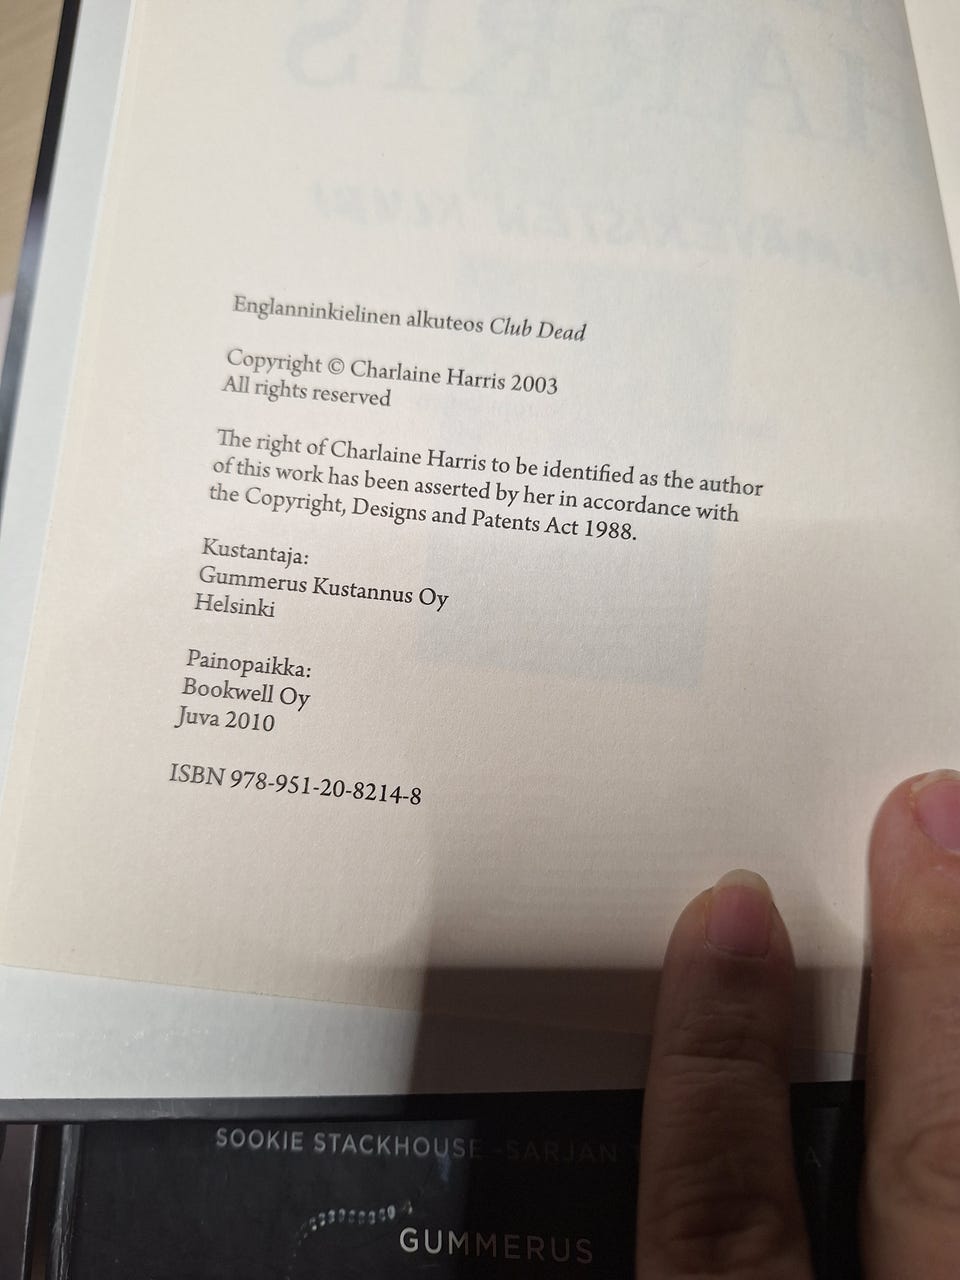 Englanninkielinen alkuteos Club Dead
Copyright © Charlaine Harris 2003
All rights reserved
The right of Charlaine Harris to be identified as the author
of this work has been asserted by her in accordance with
the Copyright, Designs and Patents Act 1988.
Kustantaja:
Gummerus Kustannus Oy
Helsinki
Painopaikka:
Bookwell Oy
Juva 2010
ISBN 978-951-20-8214-8
SOOKIE STACKHOUSE -SARJAN
GUMMERUS